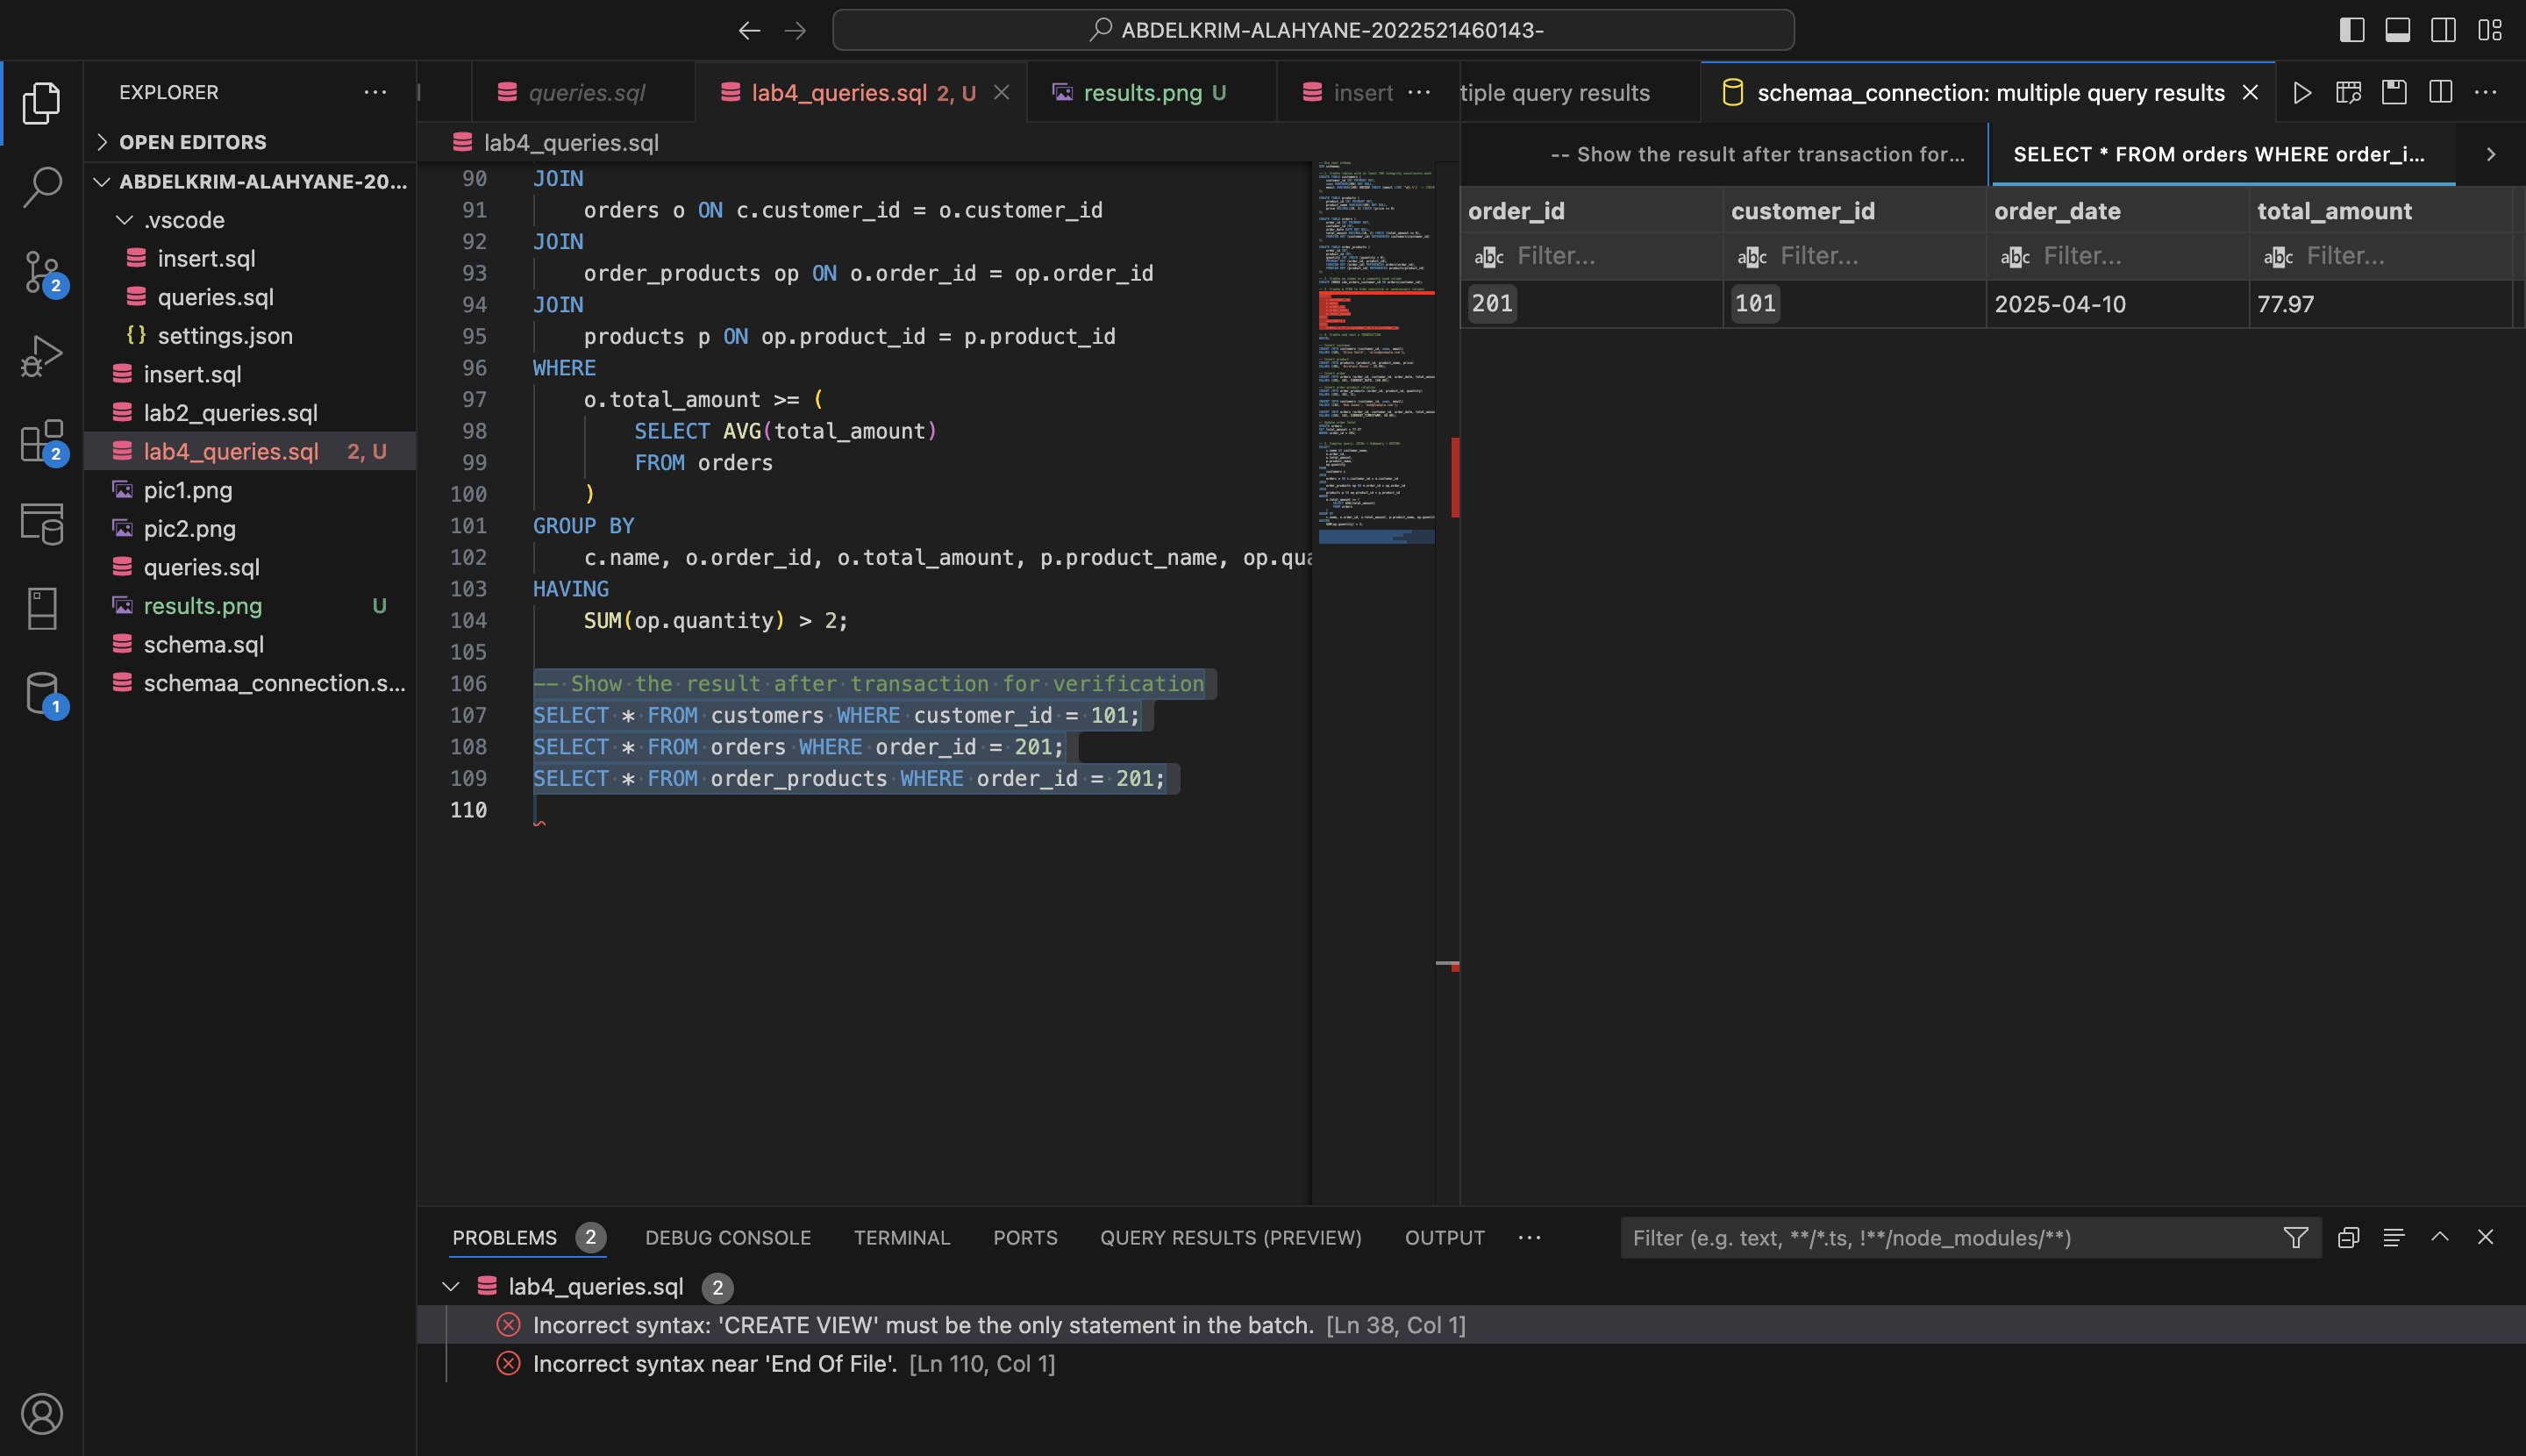 ABDELKRIM-ALAHYANE-2022521460143-
EXPLORER
OPEN EDITORS
ABDELKRIM-ALAHYANE-20...
.vscode
insert.sql
queries.sql
{} settings.json
insert.sql
lab2_queries.sql
lab4_queries.sql 2, U
pic1.png
pic2.png
queries.sql
results.png U
schema.sql
schemaa_connection.s...
2
2
1
queries.sql
lab4_queries.sql 2, U
results.png U
insert
tiple query results
schemaa_connection: multiple query results
lab4_queries.sql
90 JOIN
91 orders o ON c.customer_id = o.customer_id
92 JOIN
93 order_products op ON o.order_id = op.order_id
94 JOIN
95 products p ON op.product_id = p.product_id
96 WHERE
97 o.total_amount >= (
98 SELECT AVG(total_amount)
99 FROM orders
100 )
101 GROUP BY
102 c.name, o.order_id, o.total_amount, p.product_name, op.qua
103 HAVING
104 SUM(op.quantity) > 2;
105
106 -- Show the result after transaction for verification
107 SELECT * FROM customers WHERE customer_id = 101;
108 SELECT * FROM orders WHERE order_id = 201;
109 SELECT * FROM order_products WHERE order_id = 201;
110
-- Show the result after transaction for...
SELECT * FROM orders WHERE order_i...
order_id customer_id order_date total_amount
abc Filter... abc Filter... abc Filter... abc Filter...
201 101 2025-04-10 77.97
PROBLEMS 2 DEBUG CONSOLE TERMINAL PORTS QUERY RESULTS (PREVIEW) OUTPUT
Filter (e.g. text, **/*.ts, !**/node_modules/**)
lab4_queries.sql 2
Incorrect syntax: 'CREATE VIEW' must be the only statement in the batch. [Ln 38, Col 1]
Incorrect syntax near 'End Of File'. [Ln 110, Col 1]